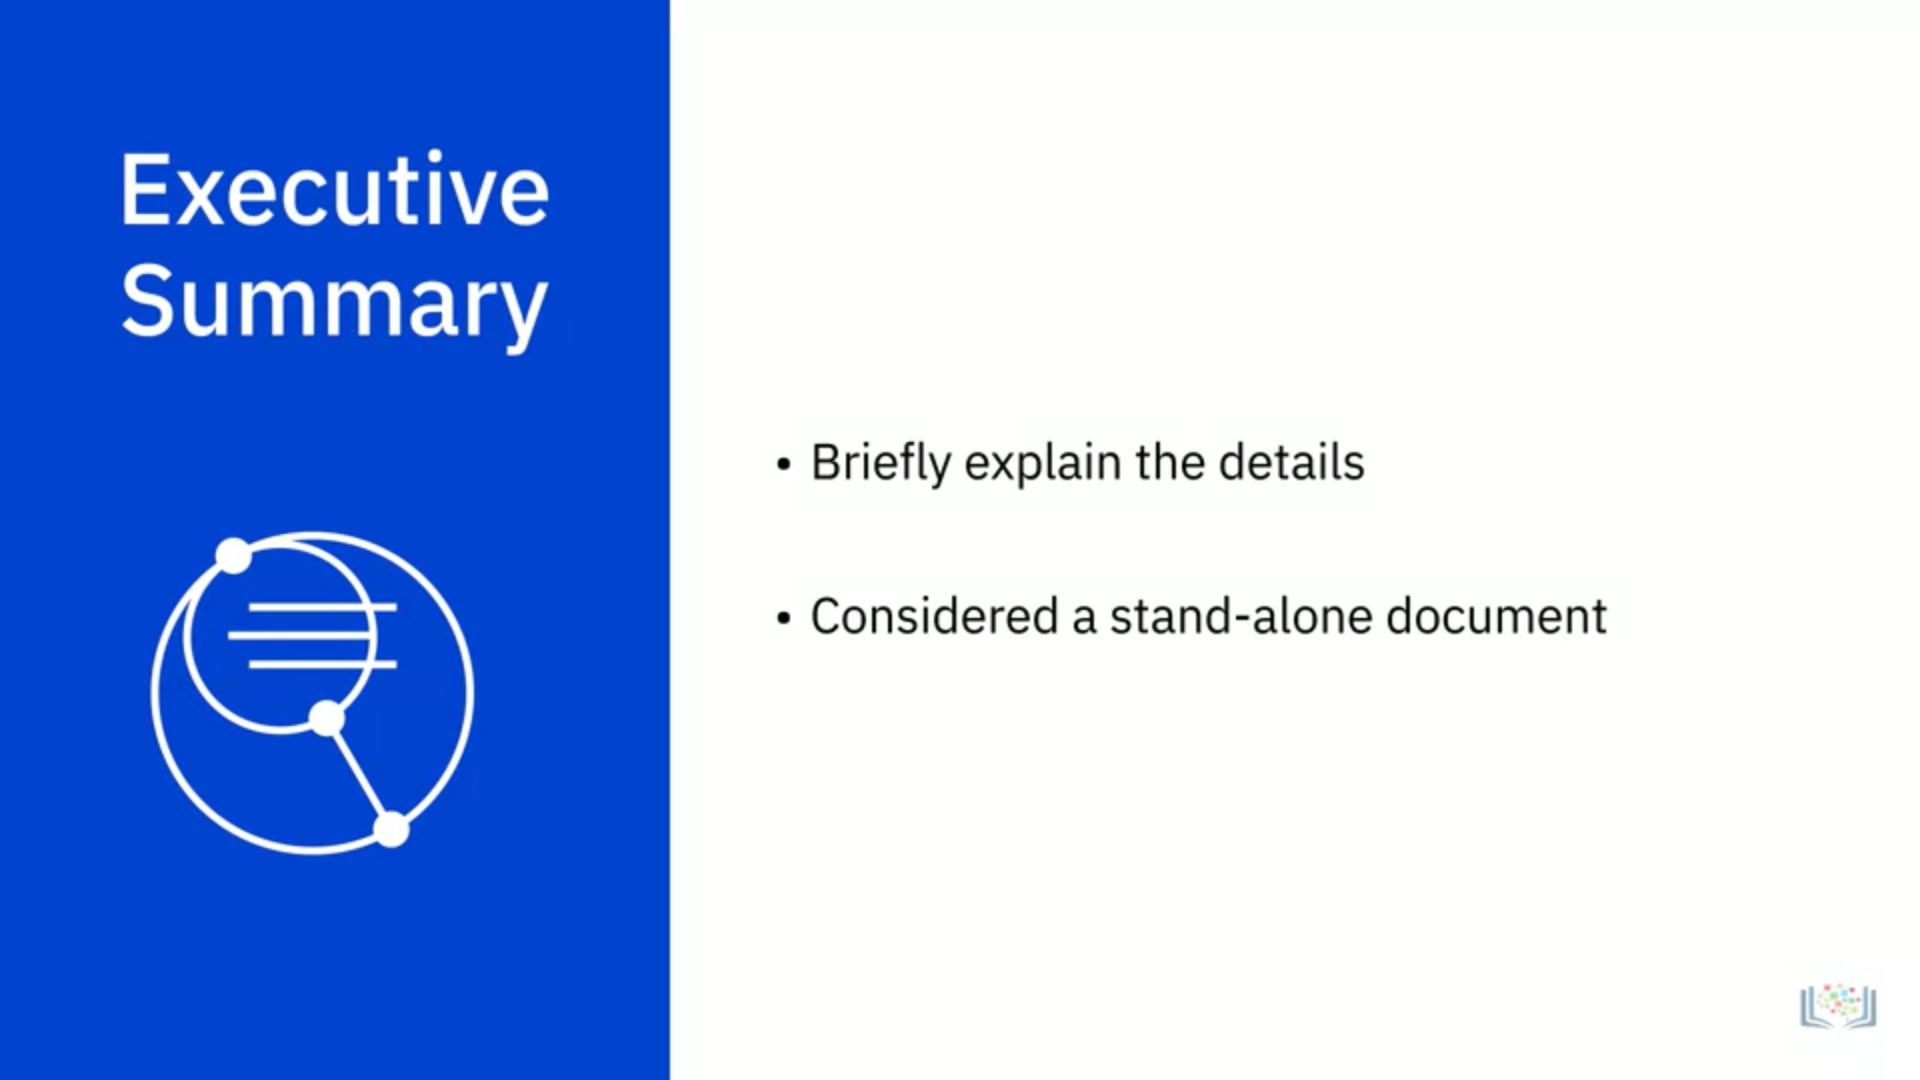 Executive
Summary
• Briefly explain the details
• Considered a stand-alone document